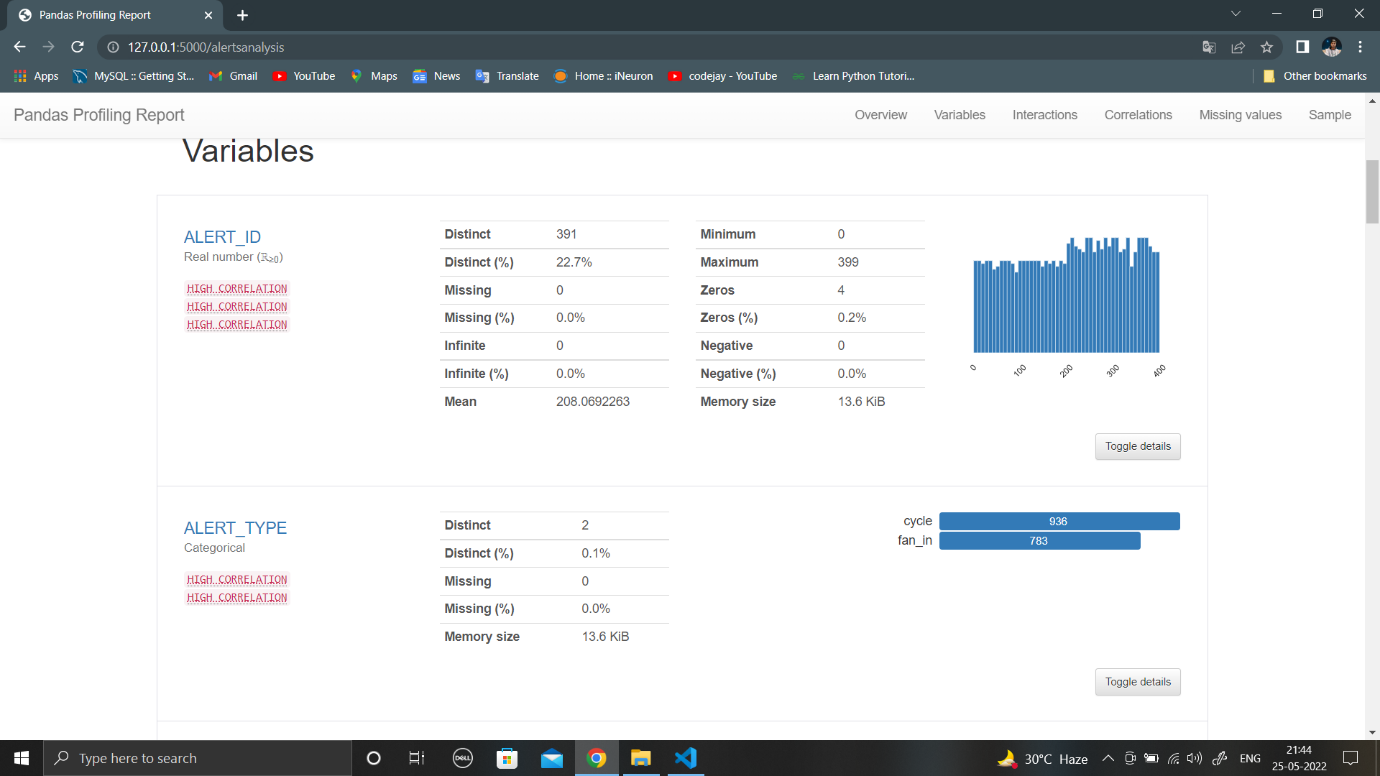 Pandas Profiling Report
127.0.0.1:5000/alertsanalysis
Apps MySQL :: Getting St... Gmail YouTube Maps News Translate Home :: iNeuron codejay - YouTube Learn Python Tutori... Other bookmarks
Pandas Profiling Report Overview Variables Interactions Correlations Missing values Sample
Variables
ALERT_ID
Real number (ℝ≥0)
HIGH CORRELATION
HIGH CORRELATION
HIGH CORRELATION
Distinct 391
Distinct (%) 22.7%
Missing 0
Missing (%) 0.0%
Infinite 0
Infinite (%) 0.0%
Mean 208.0692263
Minimum 0
Maximum 399
Zeros 4
Zeros (%) 0.2%
Negative 0
Negative (%) 0.0%
Memory size 13.6 KiB
0 100 200 300 400
Toggle details
ALERT_TYPE
Categorical
HIGH CORRELATION
HIGH CORRELATION
Distinct 2
Distinct (%) 0.1%
Missing 0
Missing (%) 0.0%
Memory size 13.6 KiB
cycle 936
fan_in 783
Toggle details
Type here to search
DELL
30°C Haze
ENG
21:44
25-05-2022